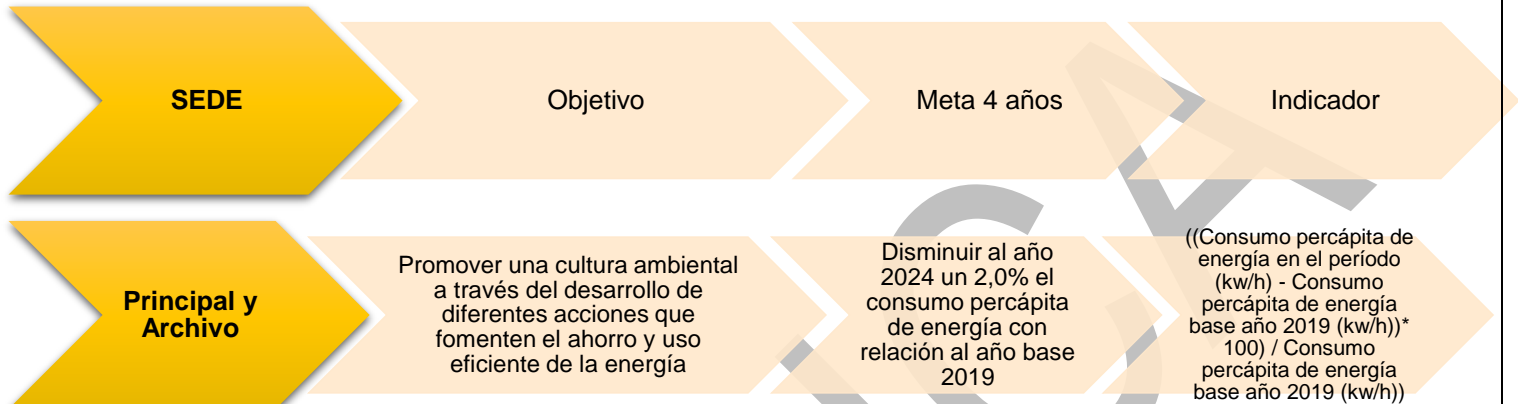 SEDE
Objetivo
Meta 4 años
Indicador
Principal y
Archivo
Promover una cultura ambiental
a través del desarrollo de
diferentes acciones que
fomenten el ahorro y uso
eficiente de la energía
Disminuir al año
2024 un 2,0% el
consumo percápita
de energía con
relación al año base
2019
((Consumo percápita de
energía en el período
(kw/h) - Consumo
percápita de energía
base año 2019 (kw/h))*
100) / Consumo
percápita de energía
base año 2019 (kw/h))